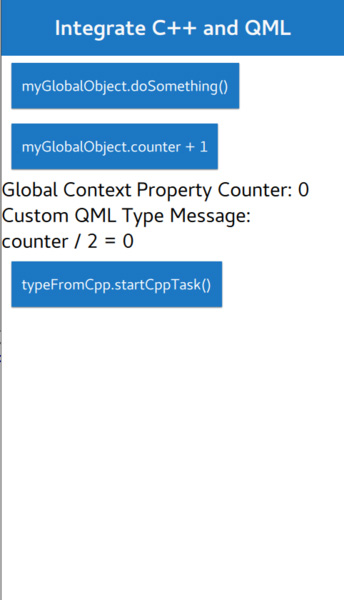 Integrate C++ and QML
myGlobalObject.doSomething()
myGlobalObject.counter + 1
Global Context Property Counter: 0
Custom QML Type Message:
counter / 2 = 0
typeFromCpp.startCppTask()